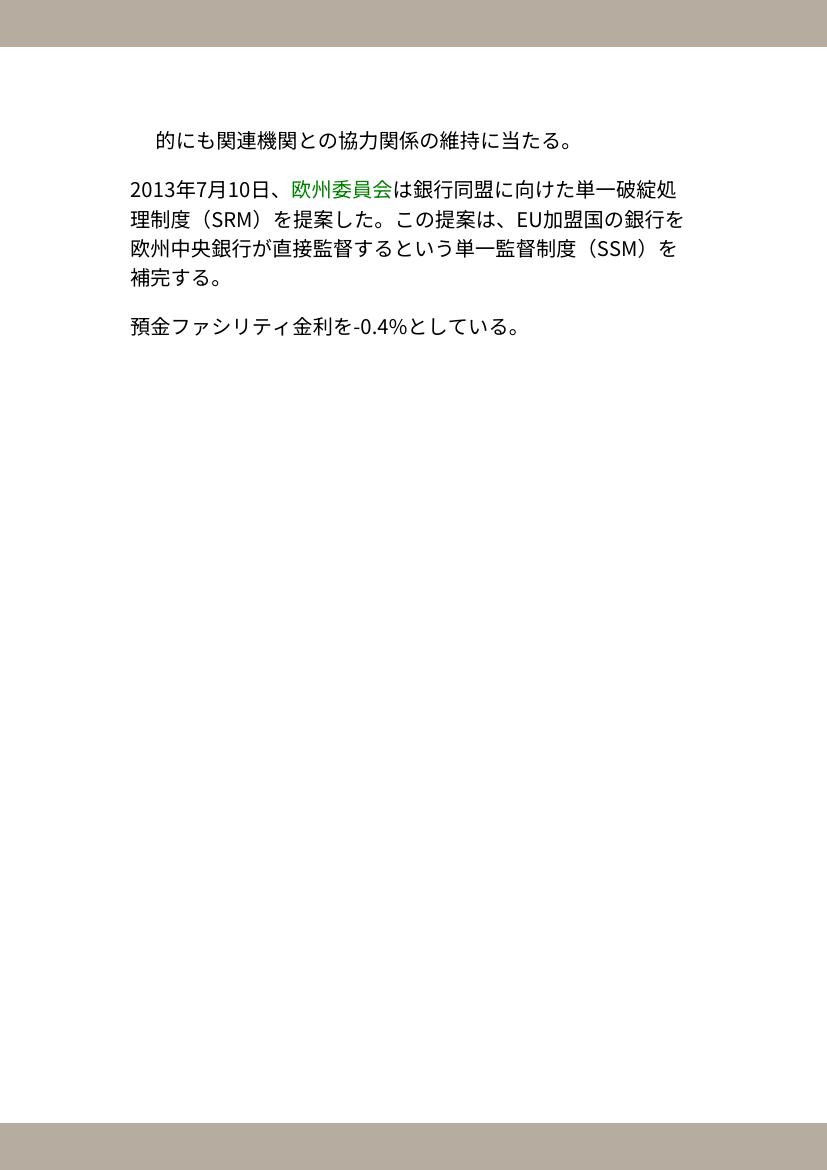 的にも関連機関との協力関係の維持に当たる。
2013年7月10日、欧州委員会は銀行同盟に向けた単一破綻処
理制度（SRM）を提案した。この提案は、EU加盟国の銀行を
欧州中央銀行が直接監督するという単一監督制度（SSM）を
補完する。
預金ファシリティ金利を-0.4%としている。